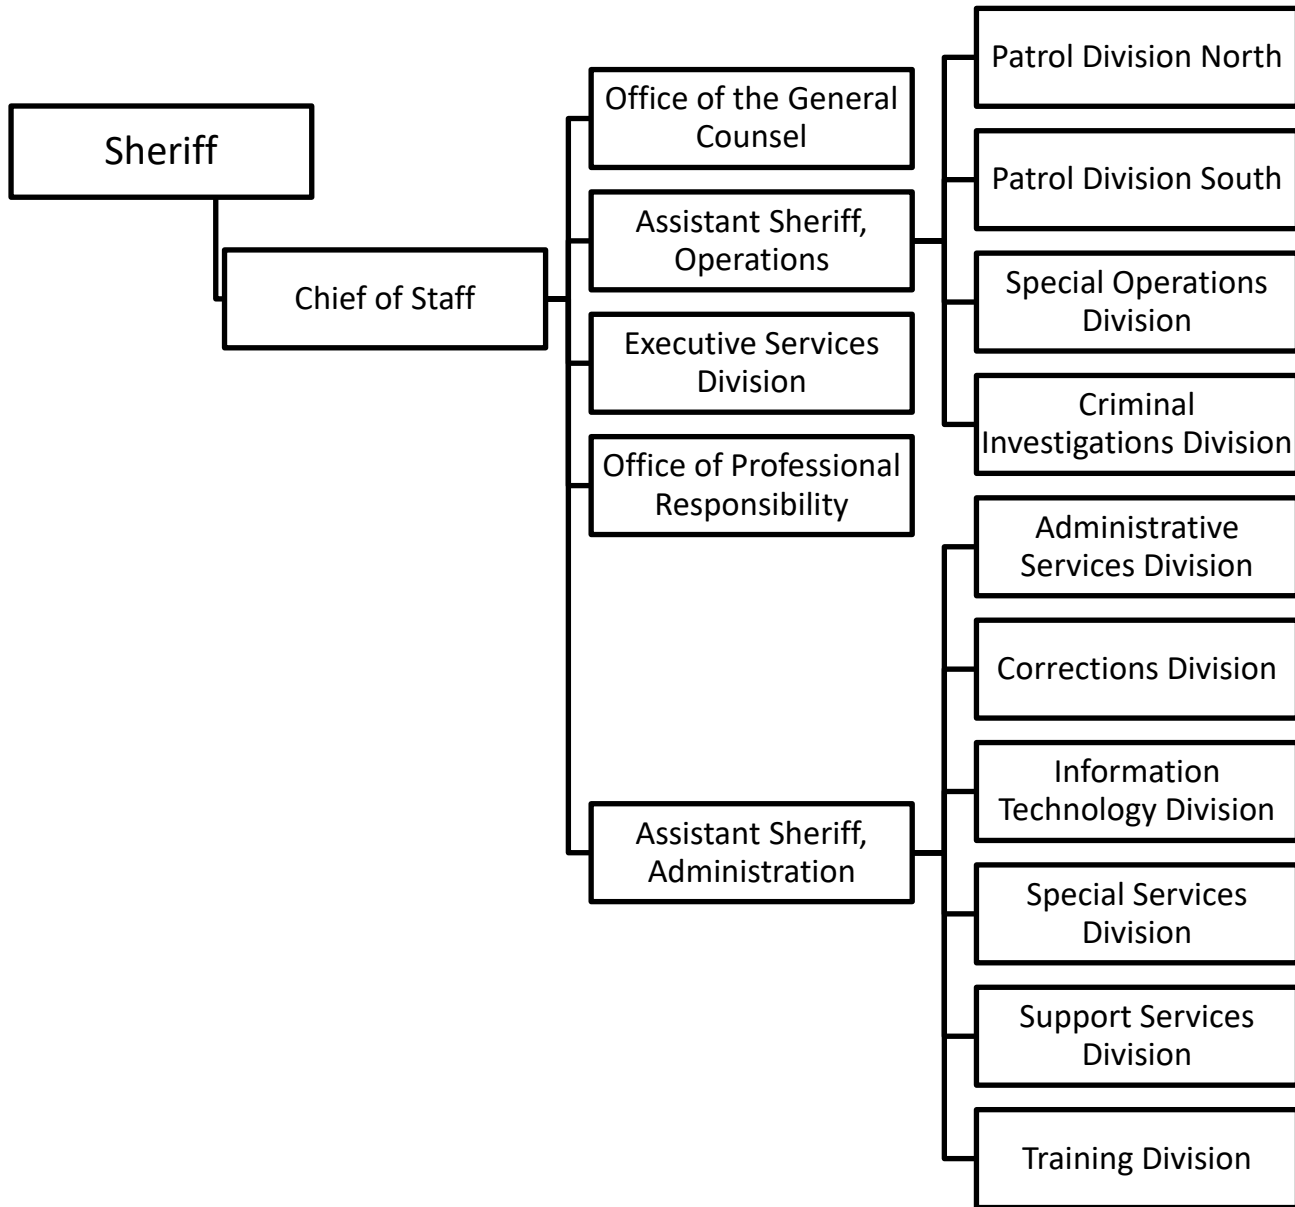 Sheriff
Chief of Staff
Office of the General
Counsel
Assistant Sheriff,
Operations
Executive Services
Division
Office of Professional
Responsibility
Assistant Sheriff,
Administration
Patrol Division North
Patrol Division South
Special Operations
Division
Criminal
Investigations Division
Administrative
Services Division
Corrections Division
Information
Technology Division
Special Services
Division
Support Services
Division
Training Division